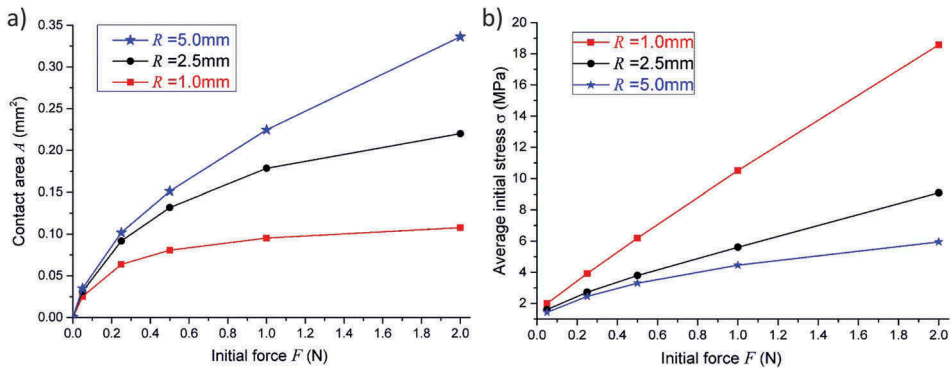 a)
R =5.0mm
R =2.5mm
R =1.0mm
Contact area A (mm²)
0.35
0.30
0.25
0.20
0.15
0.10
0.05
0.00
0.0 0.2 0.4 0.6 0.8 1.0 1.2 1.4 1.6 1.8 2.0
Initial force F (N)
b)
R =1.0mm
R =2.5mm
R =5.0mm
Average initial stress σ (MPa)
20
18
16
14
12
10
8
6
4
2
0.0 0.2 0.4 0.6 0.8 1.0 1.2 1.4 1.6 1.8 2.0
Initial force F (N)